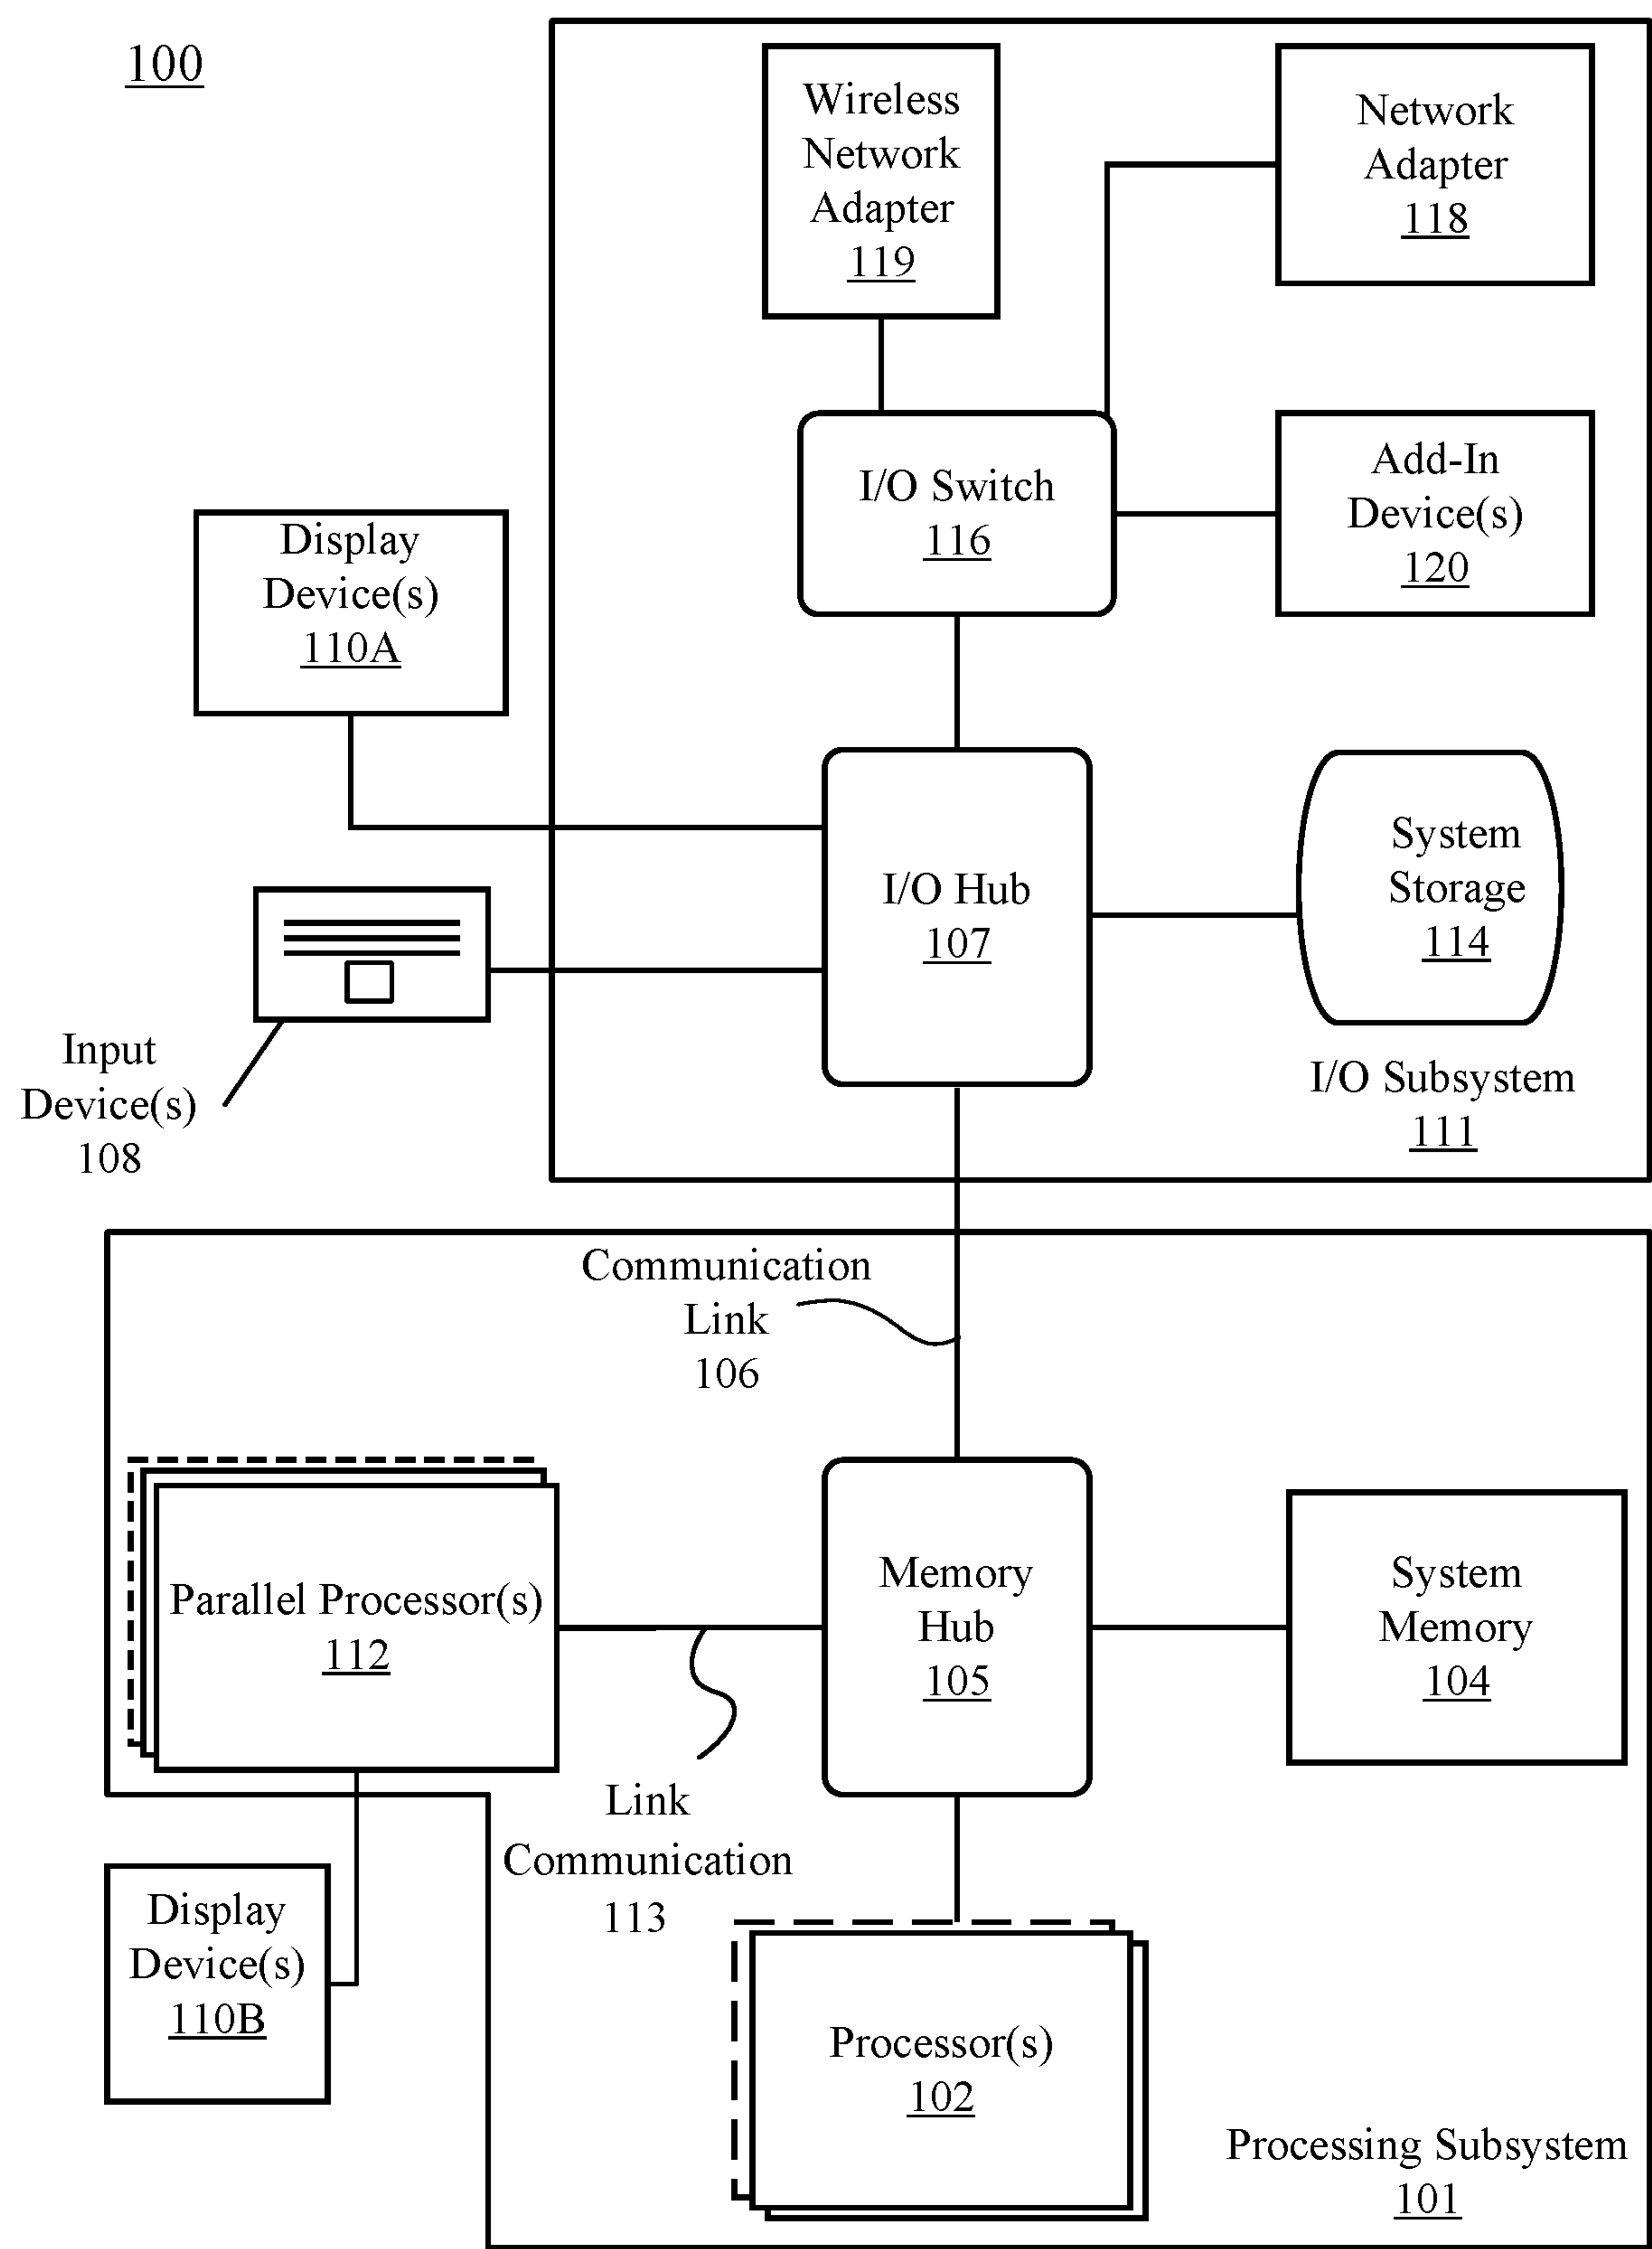 100
Wireless
Network
Adapter
119
Network
Adapter
118
I/O Switch
116
Add-In
Device(s)
120
Display
Device(s)
110A
I/O Hub
107
System
Storage
114
Input
Device(s)
108
I/O Subsystem
111
Communication
Link
106
Parallel Processor(s)
112
Memory
Hub
105
System
Memory
104
Link
Communication
113
Display
Device(s)
110B
Processor(s)
102
Processing Subsystem
101